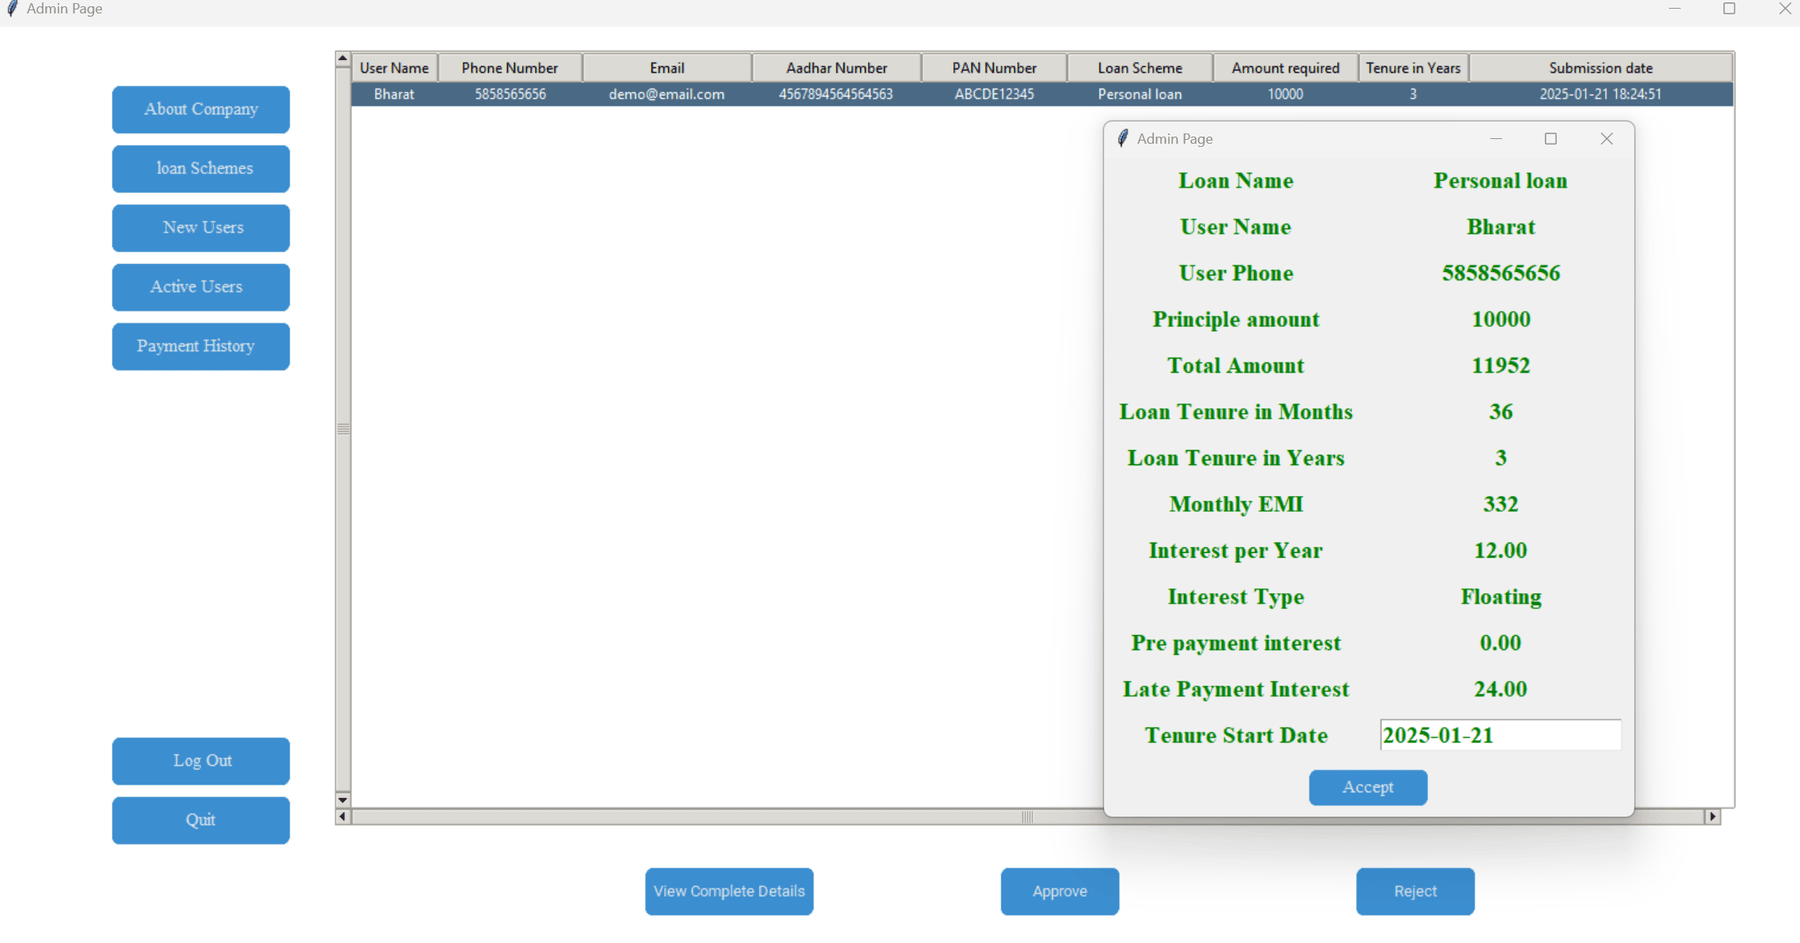 Admin Page
About Company
loan Schemes
New Users
Active Users
Payment History
Log Out
Quit
User Name Phone Number Email Aadhar Number PAN Number Loan Scheme Amount required Tenure in Years Submission date
Bharat 5858565656 demo@email.com 4567894564564563 ABCDE12345 Personal loan 10000 3 2025-01-21 18:24:51
Admin Page
Loan Name Personal loan
User Name Bharat
User Phone 5858565656
Principle amount 10000
Total Amount 11952
Loan Tenure in Months 36
Loan Tenure in Years 3
Monthly EMI 332
Interest per Year 12.00
Interest Type Floating
Pre payment interest 0.00
Late Payment Interest 24.00
Tenure Start Date 2025-01-21
Accept
View Complete Details Approve Reject